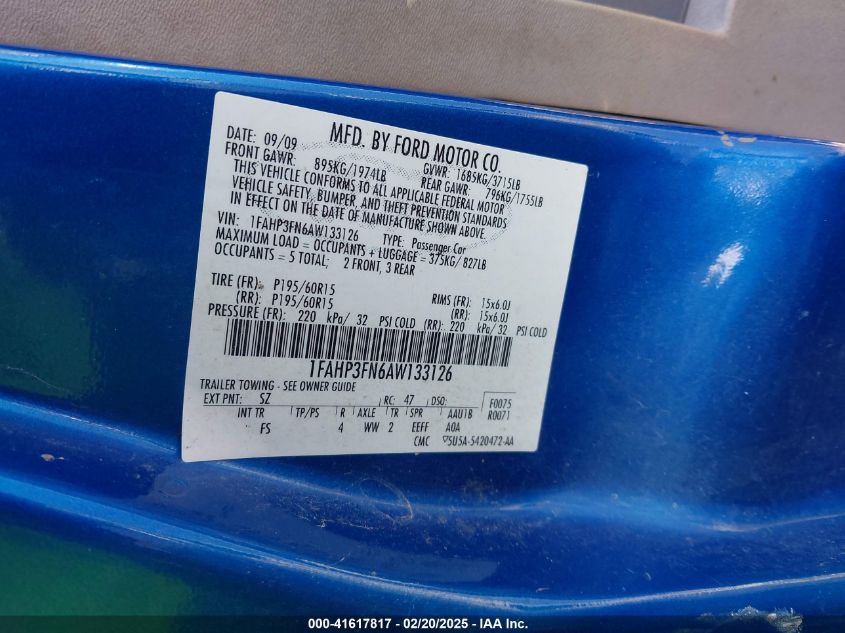 MFD. BY FORD MOTOR CO.
DATE: 09/09 GVWR: 1685KG/3715LB
FRONT GAWR: 895KG/1974LB REAR GAWR: 796KG/1755LB
THIS VEHICLE CONFORMS TO ALL APPLICABLE FEDERAL MOTOR
VEHICLE SAFETY, BUMPER, AND THEFT PREVENTION STANDARDS
IN EFFECT ON THE DATE OF MANUFACTURE SHOWN ABOVE.
VIN: 1FAHP3FN6AW133126 TYPE: Passenger Car
MAXIMUM LOAD = OCCUPANTS + LUGGAGE = 375KG/ 827LB
OCCUPANTS = 5 TOTAL; 2 FRONT, 3 REAR
TIRE (FR): P195/60R15 RIMS (FR): 15x6.0J
(RR): P195/60R15 (RR): 15x6.0J
PRESSURE (FR): 220 kPa/ 32 PSI COLD (RR): 220 kPa/ 32 PSI COLD
1FAHP3FN6AW133126
TRAILER TOWING - SEE OWNER GUIDE
EXT PNT: SZ RC: 47 DSO: F0075
INT TR TP/PS R AXLE TR SPR AAU1B R0071
FS 4 WW 2 EEFF AOA
CMC 5U5A-5420472-AA
000-41617817 - 02/20/2025 - IAA Inc.